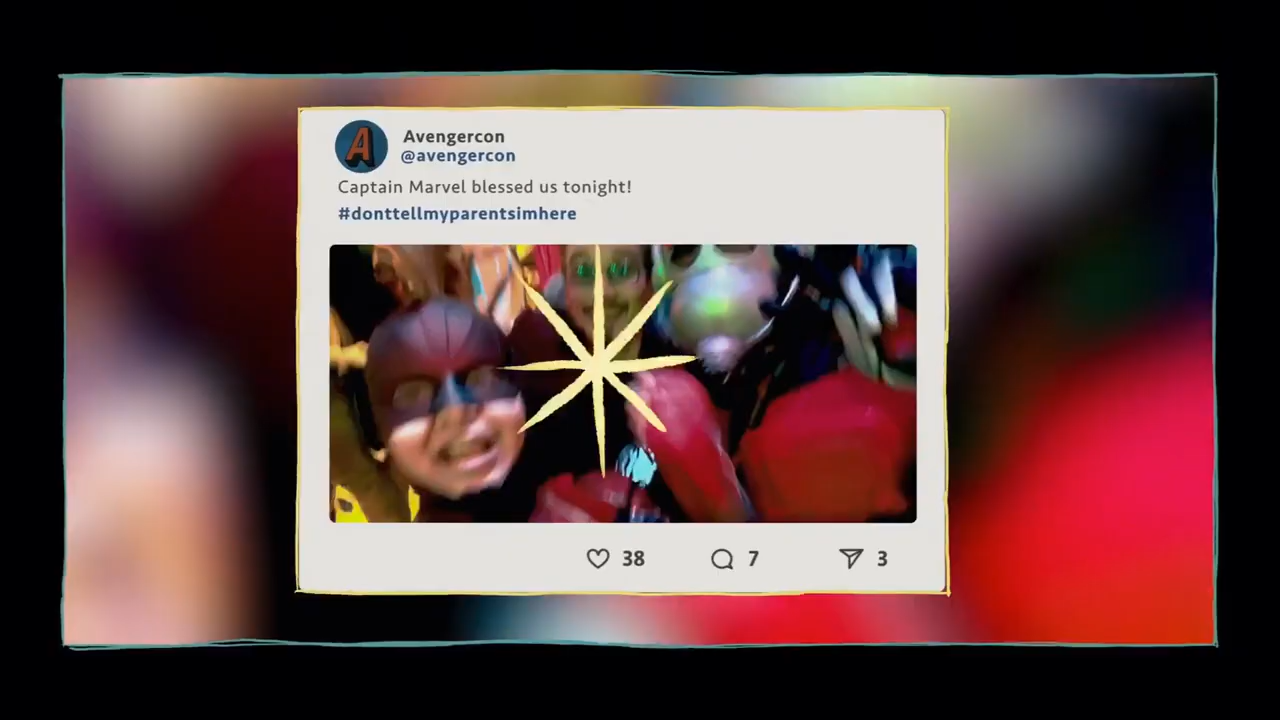 A
Avengercon
@avengercon
Captain Marvel blessed us tonight!
#donttellmyparentsimhere
38
7
3